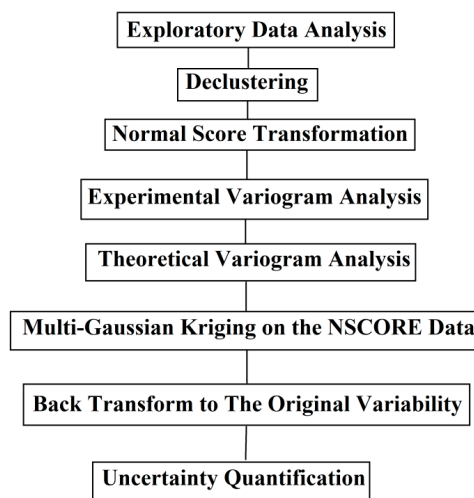 Exploratory Data Analysis
Declustering
Normal Score Transformation
Experimental Variogram Analysis
Theoretical Variogram Analysis
Multi-Gaussian Kriging on the NSCORE Data
Back Transform to The Original Variability
Uncertainty Quantification